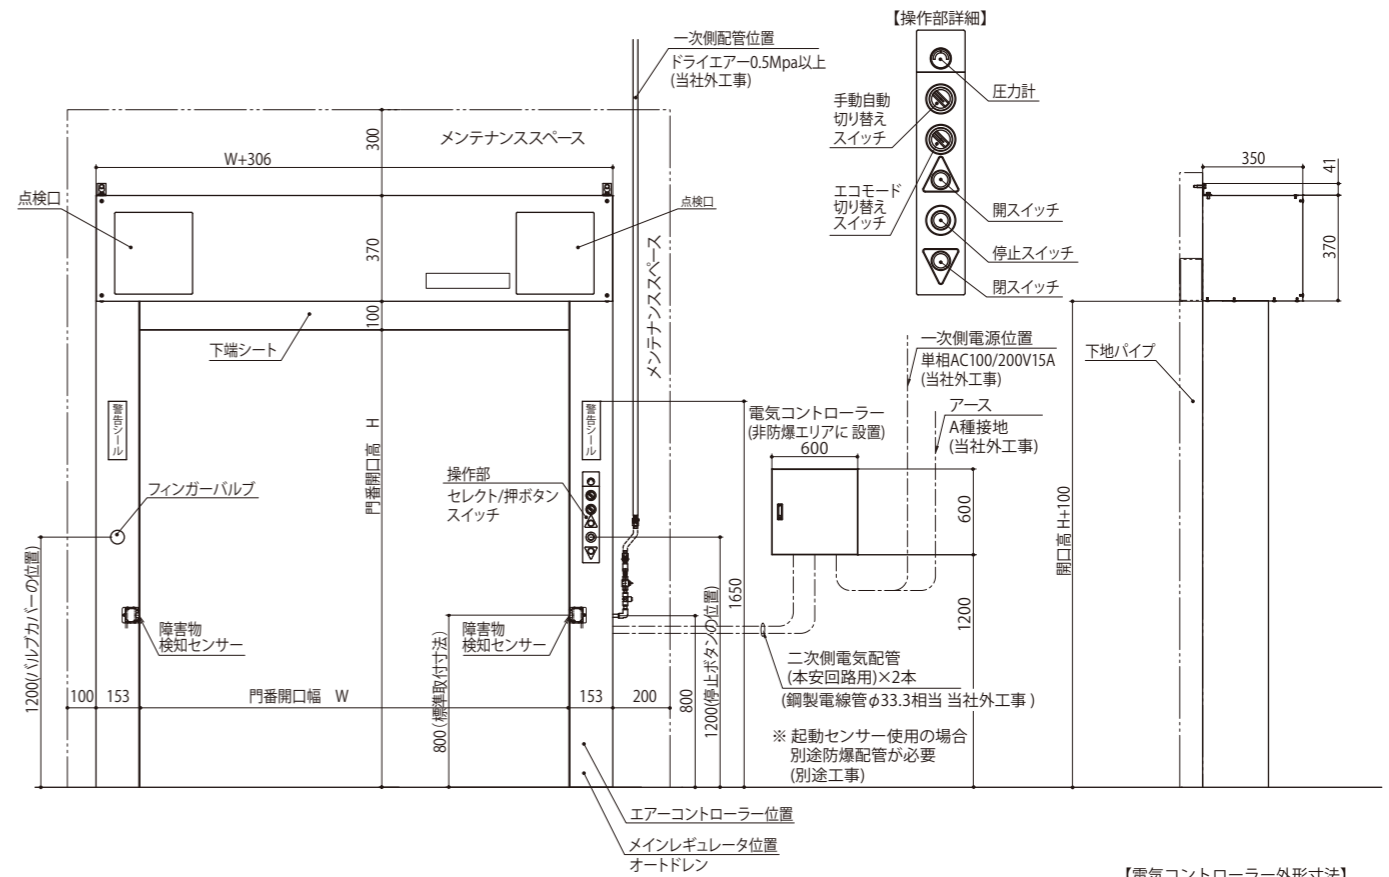 【操作部詳細】
圧力計
手動自動
切り替え
スイッチ
エコモード
切り替え
スイッチ
開スイッチ
停止スイッチ
閉スイッチ
一次側配管位置
ドライエアー0.5Mpa以上
(当社外工事)
メンテナンススペース
300
W+306
点検口
点検口
370
100
メンテナンススペース
下端シート
警告シール
警告シール
門番開口高 H
フィンガーバルブ
操作部
セレクト/押ボタン
スイッチ
1200(バルブカバーの位置)
障害物
検知センサー
障害物
検知センサー
100
153
門番開口幅 W
153
200
800(標準取付寸法)
800
1200(停止ボタンの位置)
1650
エアーコントローラー位置
メインレギュレータ位置
オートドレン
一次側電源位置
単相AC100/200V15A
(当社外工事)
アース
A種接地
(当社外工事)
電気コントローラー
(非防爆エリアに 設置)
600
600
1200
二次側電気配管
(本安回路用)×2本
(鋼製電線管φ33.3相当 当社外工事 )
※ 起動センサー使用の場合
別途防爆配管が必要
(別途工事)
350
41
370
下地パイプ
開口高 H+100
【電気コントローラー外形寸法】